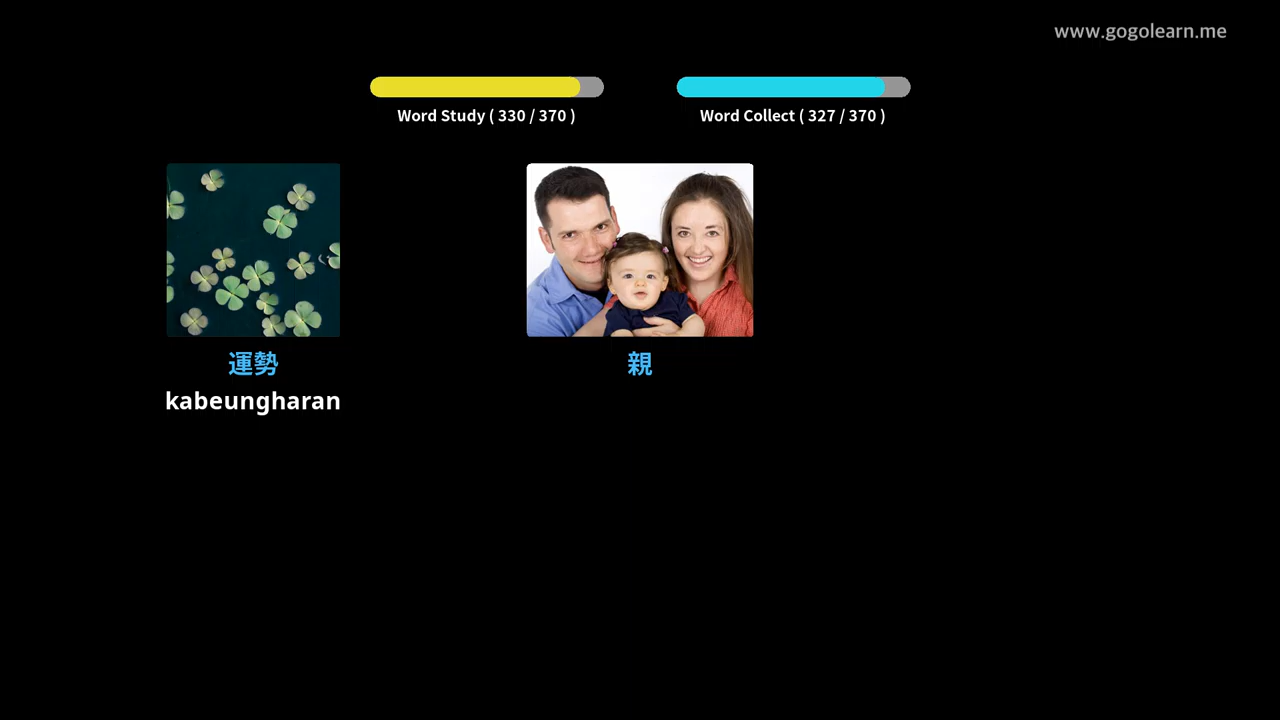 www.gogolearn.me
Word Study ( 330 / 370 )
Word Collect ( 327 / 370 )
運勢
kabeungharan
親